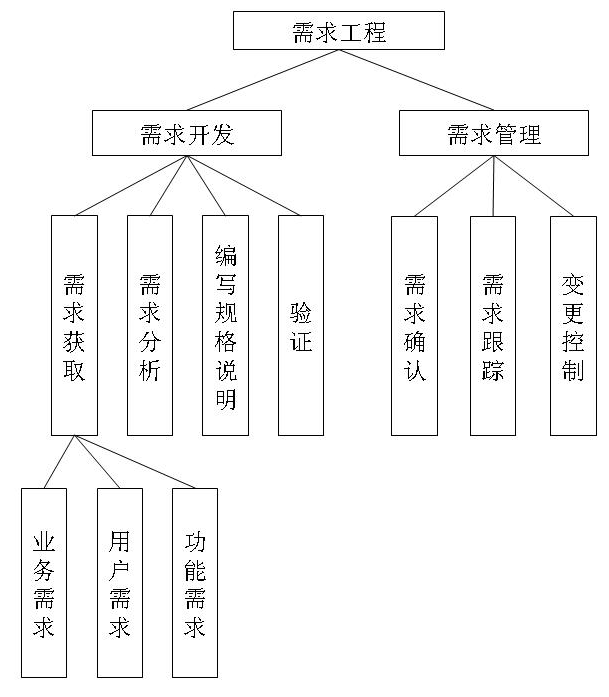 需求工程
需求开发
需求管理
需求获取
需求分析
编写规格说明
验证
需求确认
需求跟踪
变更控制
业务需求
用户需求
功能需求